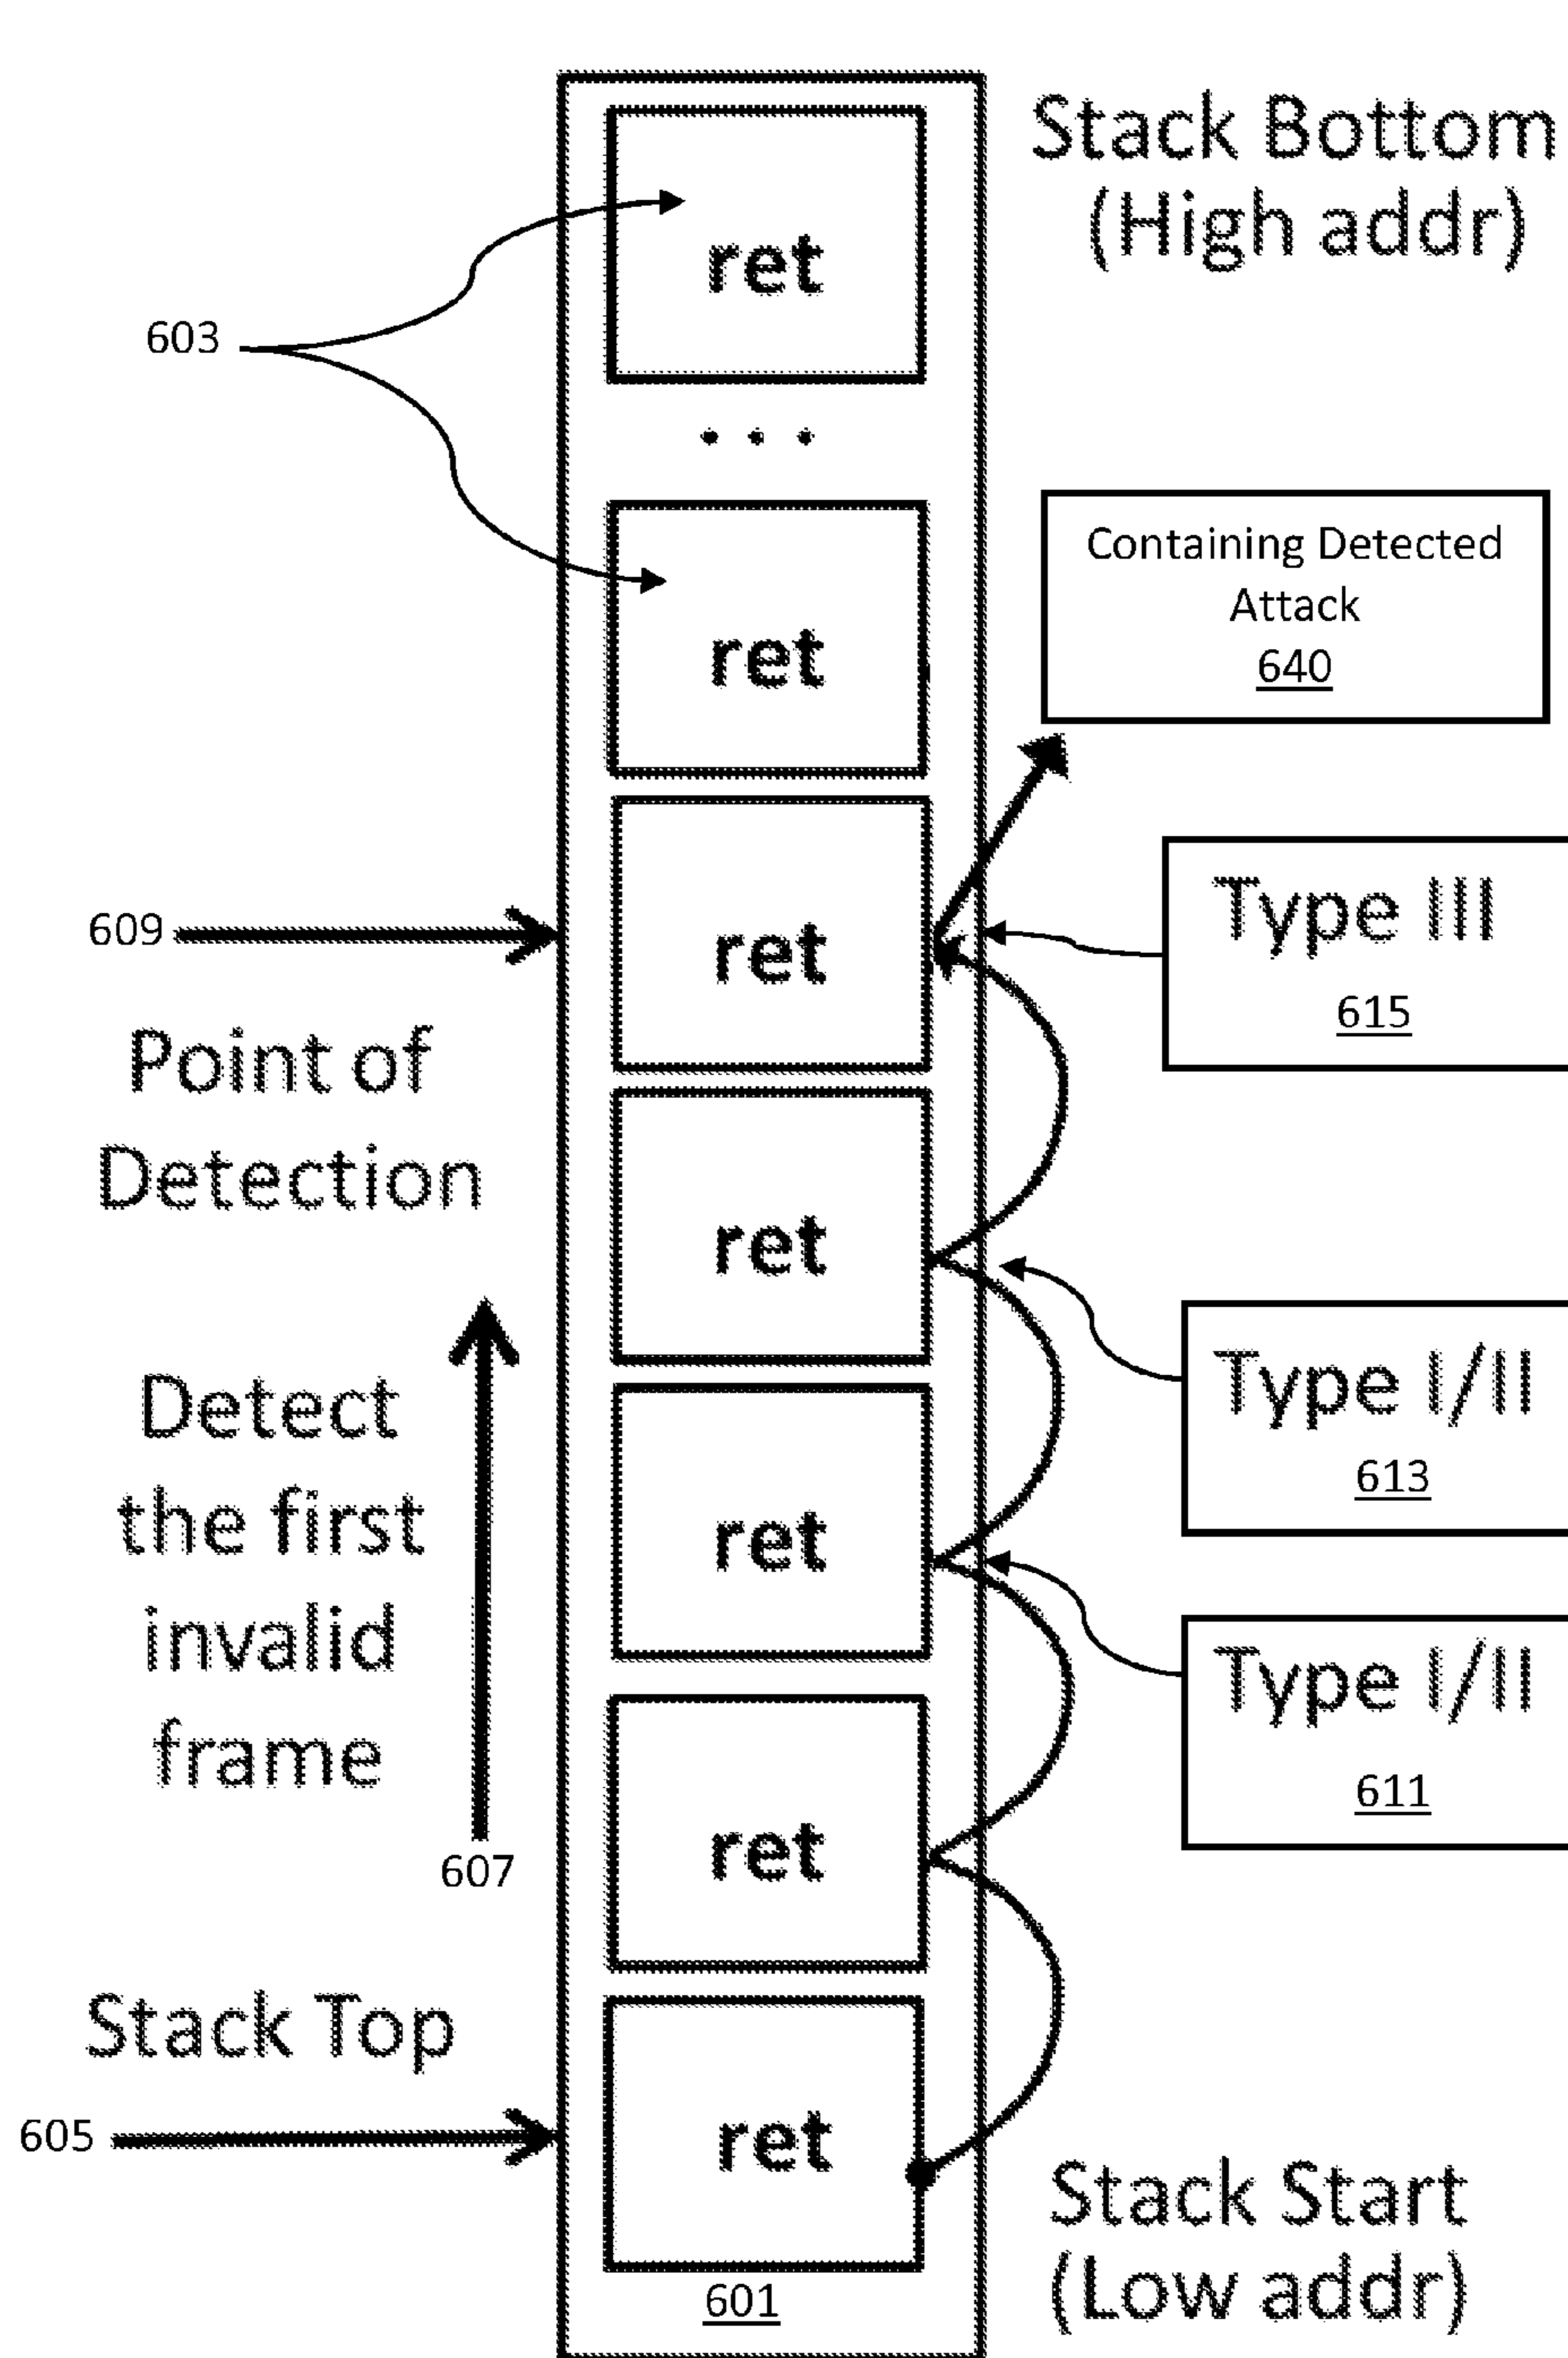 Stack Bottom
(High addr)
ret
603
. . .
Containing Detected
Attack
640
ret
609
ret
Type III
615
Point of
Detection
ret
Type I/II
613
Detect
the first
invalid
frame
607
ret
Type I/II
611
ret
Stack Top
605
ret
601
Stack Start
(Low addr)